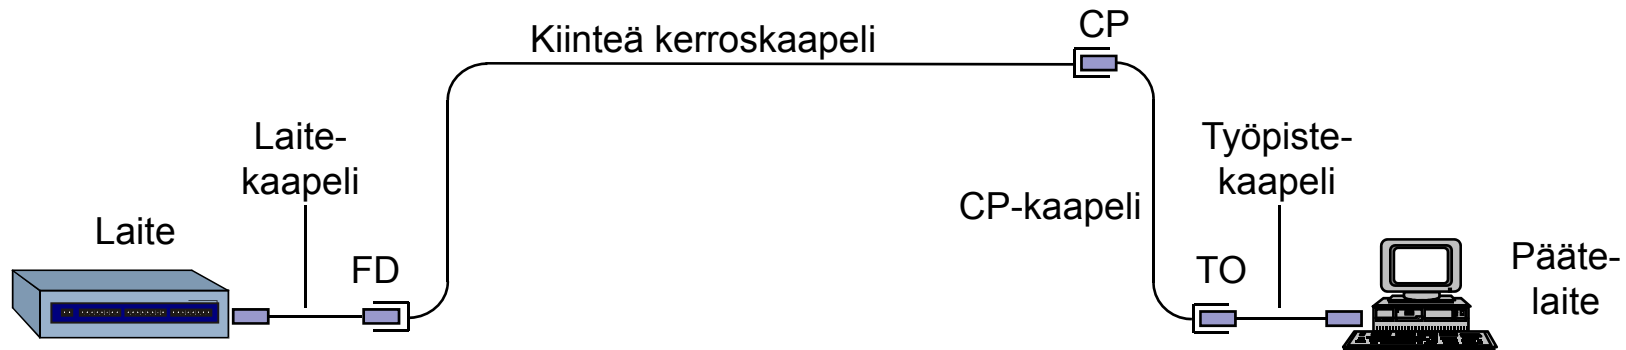 CP
Kiinteä kerroskaapeli
Laite-
kaapeli
Työpiste-
kaapeli
CP-kaapeli
Laite
FD
TO
Pääte-
laite